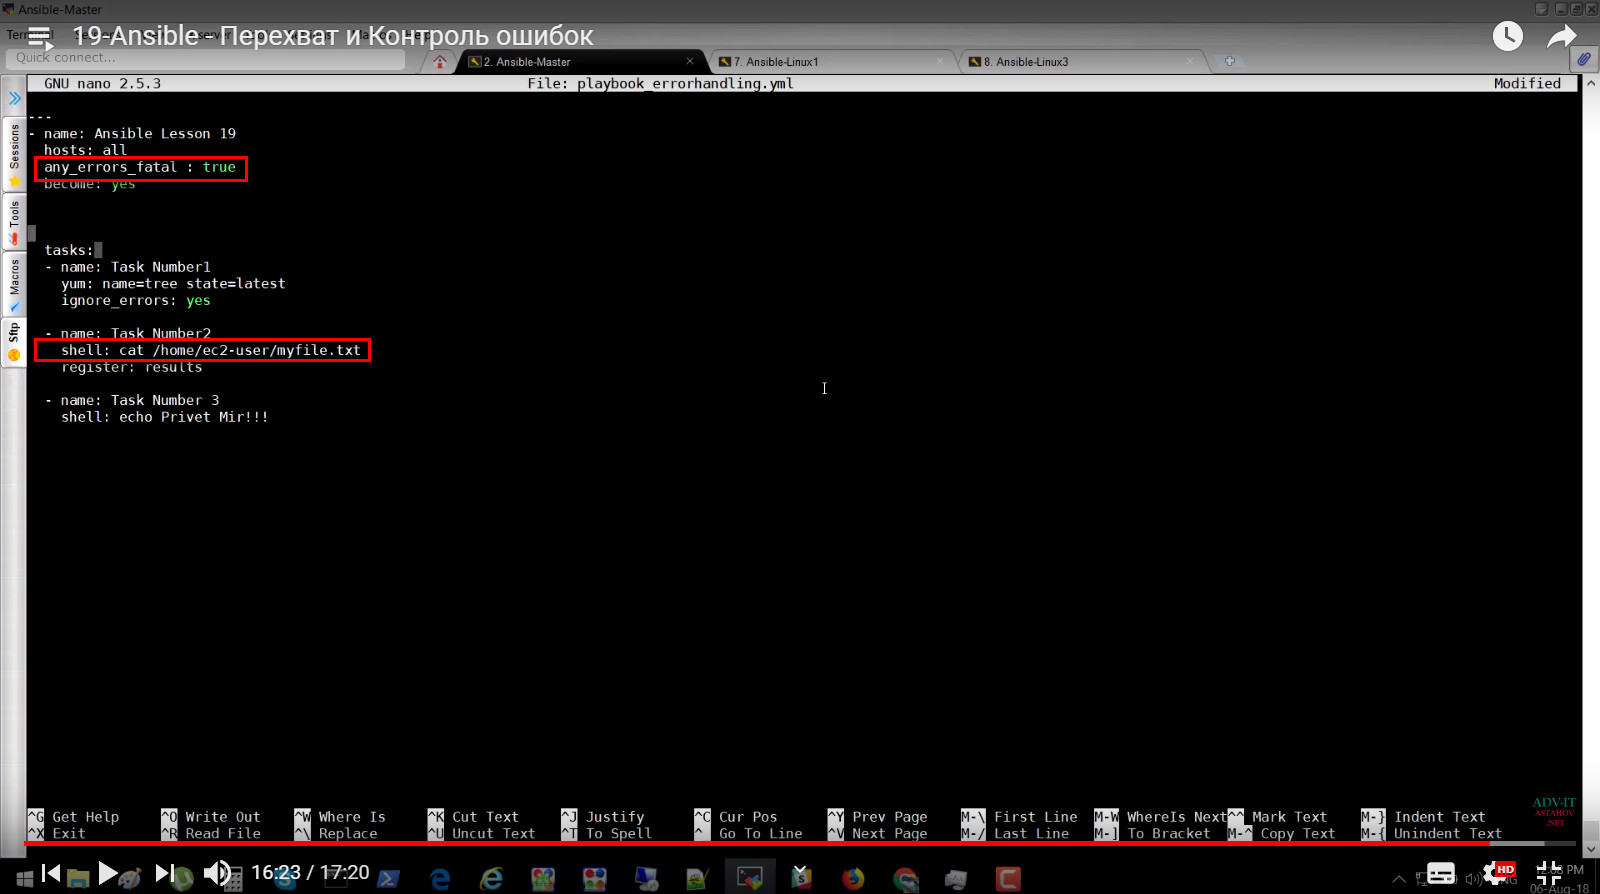 Ansible-Master
19-Ansible - Перехват и Контроль ошибок
Quick connect...
2. Ansible-Master
7. Ansible-Linux1
8. Ansible-Linux3
GNU nano 2.5.3 File: playbook_errorhandling.yml Modified
Sessions
Tools
Macros
Sftp
---
- name: Ansible Lesson 19
hosts: all
any_errors_fatal : true
become: yes
tasks:
- name: Task Number1
yum: name=tree state=latest
ignore_errors: yes
- name: Task Number2
shell: cat /home/ec2-user/myfile.txt
register: results
- name: Task Number 3
shell: echo Privet Mir!!!
ADV-IT
ASTAHOV
.NET
^G Get Help ^O Write Out ^W Where Is ^K Cut Text ^J Justify ^C Cur Pos ^Y Prev Page M-\ First Line M-W WhereIs Next ^^ Mark Text M-} Indent Text
^X Exit ^R Read File ^\ Replace ^U Uncut Text ^T To Spell ^_ Go To Line ^V Next Page M-/ Last Line M-] To Bracket M-^ Copy Text M-{ Unindent Text
16:23 / 17:20
HD
06-Aug-18